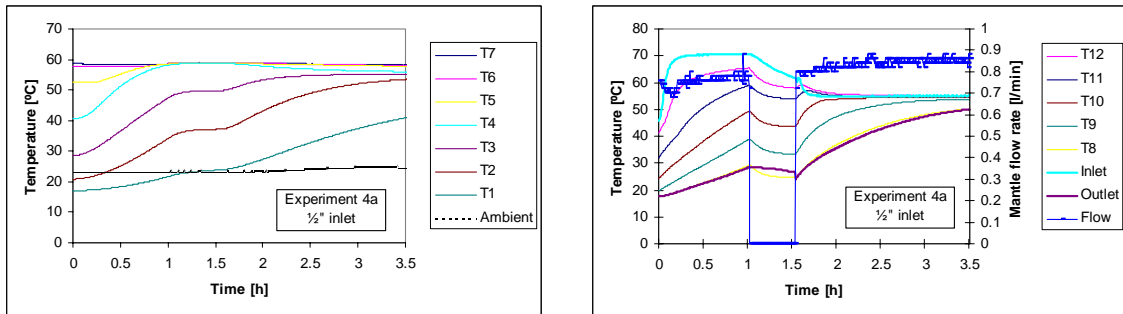 70
60
50
40
30
20
10
0
Temperature [ºC]
0 0.5 1 1.5 2 2.5 3 3.5
Time [h]
Experiment 4a
½" inlet
T7
T6
T5
T4
T3
T2
T1
Ambient
80
70
60
50
40
30
20
10
0
Temperature [ºC]
0 0.5 1 1.5 2 2.5 3 3.5
Time [h]
Experiment 4a
½" inlet
1
0.9
0.8
0.7
0.6
0.5
0.4
0.3
0.2
0.1
0
Mantle flow rate [l/min]
T12
T11
T10
T9
T8
Inlet
Outlet
Flow